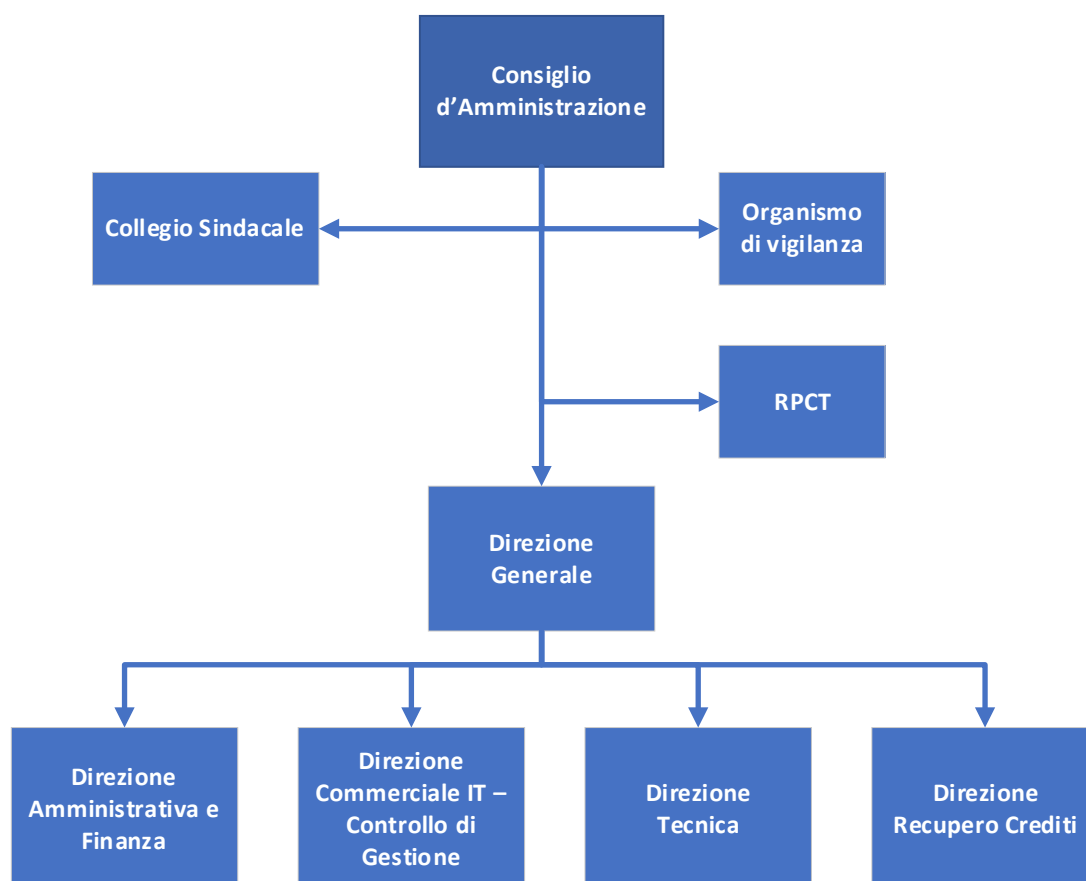 Consiglio
d’Amministrazione
Collegio Sindacale
Organismo
di vigilanza
RPCT
Direzione
Generale
Direzione
Amministrativa e
Finanza
Direzione
Commerciale IT –
Controllo di
Gestione
Direzione
Tecnica
Direzione
Recupero Crediti